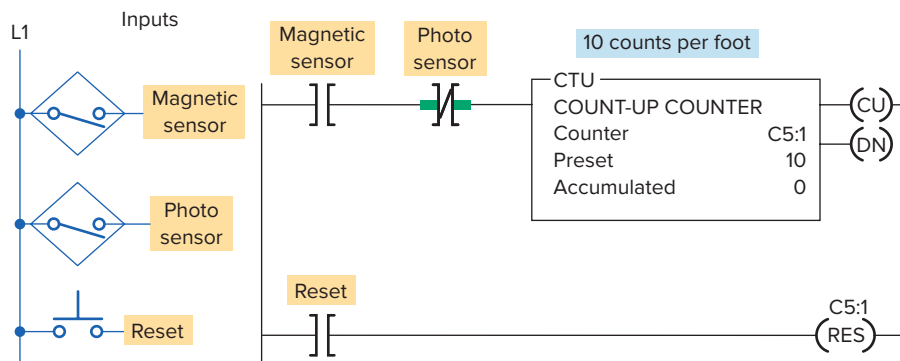 Inputs
L1
Magnetic
sensor
Photo
sensor
Reset
Magnetic
sensor
Photo
sensor
10 counts per foot
CTU
COUNT-UP COUNTER
Counter C5:1
Preset 10
Accumulated 0
CU
DN
Reset
C5:1
RES